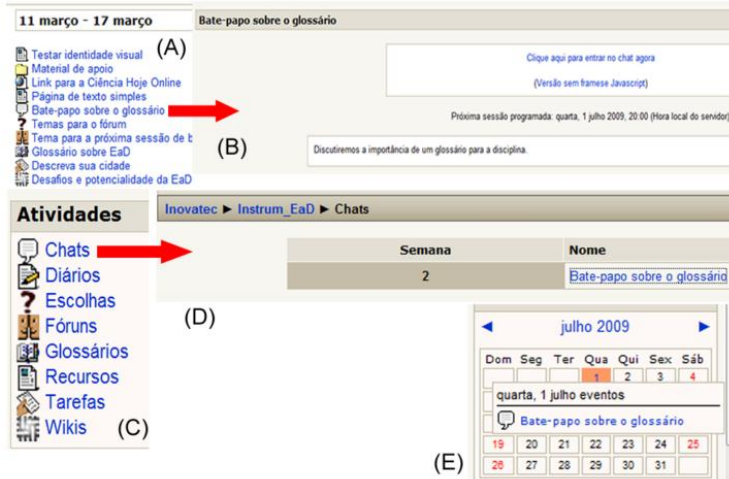 11 março - 17 março
(A)
Testar identidade visual
Material de apoio
Link para a Ciência Hoje Online
Página de texto simples
Bate-papo sobre o glossário
Temas para o fórum
Tema para a próxima sessão de b
Glossário sobre EaD
Descreva sua cidade
Desafios e potencialidade da EaD
Bate-papo sobre o glossário
Clique aqui para entrar no chat agora
(Versão sem framese Javascript)
Próxima sessão programada: quarta, 1 julho 2009, 20:00 (Hora local do servidor)
(B)
Discutiremos a importância de um glossário para a disciplina.
Atividades
Chats
Diários
Escolhas
Fóruns
Glossários
Recursos
Tarefas
Wikis
(C)
Inovatec ► Instrum_EaD ► Chats
Semana Nome
2 Bate-papo sobre o glossário
(D)
◄ julho 2009 ►
Dom Seg Ter Qua Qui Sex Sáb
1 2 3 4
quarta, 1 julho eventos
Bate-papo sobre o glossário
19 20 21 22 23 24 25
26 27 28 29 30 31
(E)